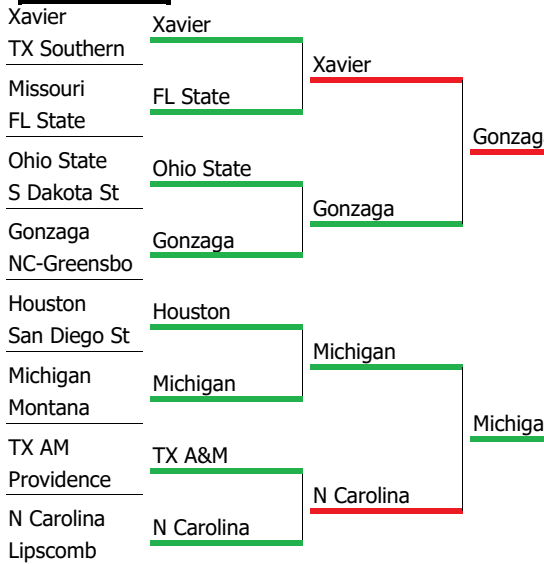 Xavier
TX Southern
Missouri
FL State
Ohio State
S Dakota St
Gonzaga
NC-Greensbo
Houston
San Diego St
Michigan
Montana
TX AM
Providence
N Carolina
Lipscomb
Xavier
FL State
Ohio State
Gonzaga
Houston
Michigan
TX A&M
N Carolina
Xavier
Gonzaga
Michigan
N Carolina
Gonzag
Michiga